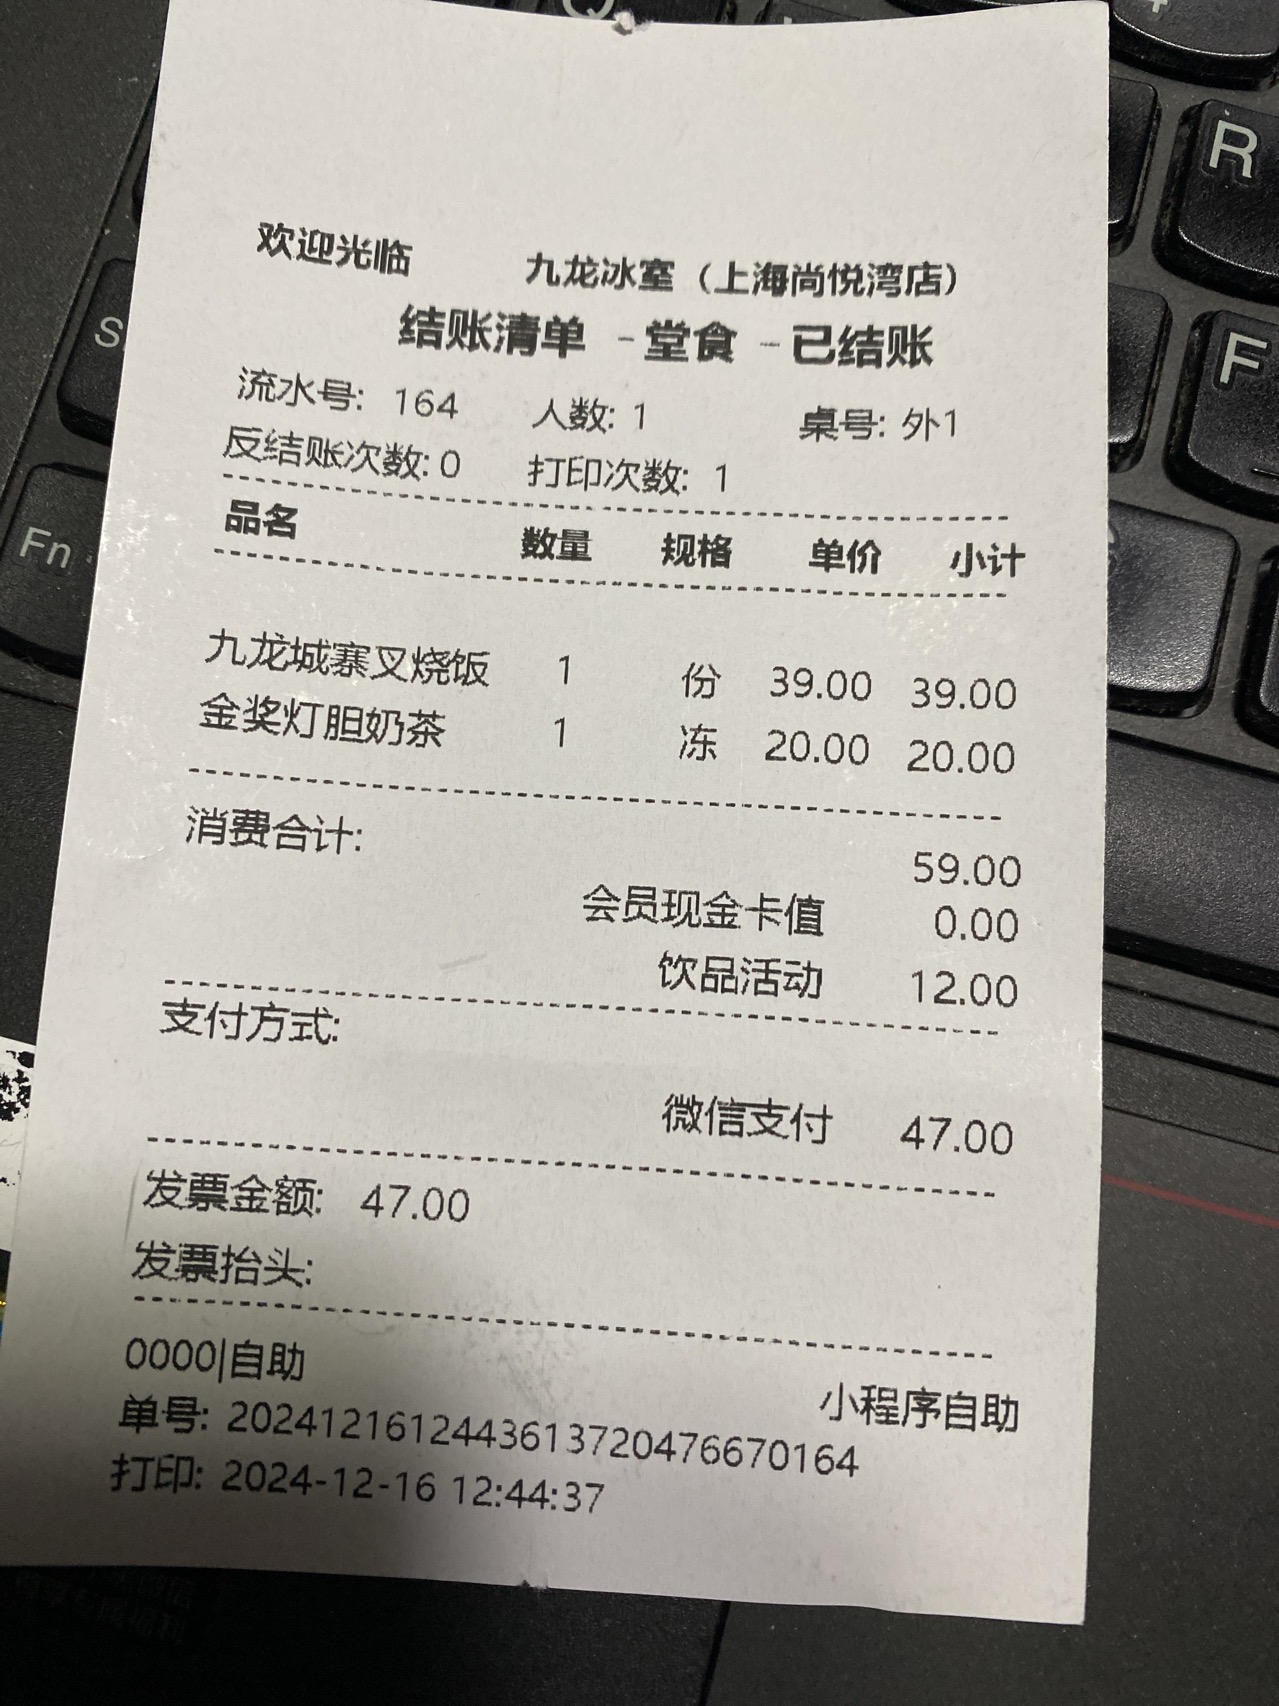 欢迎光临 九龙冰室（上海尚悦湾店）
结账清单 - 堂食 - 已结账
流水号: 164 人数: 1 桌号: 外1
反结账次数: 0 打印次数: 1
品名 数量 规格 单价 小计
九龙城寨叉烧饭 1 份 39.00 39.00
金奖灯胆奶茶 1 冻 20.00 20.00
消费合计: 59.00
会员现金卡值 0.00
饮品活动 12.00
支付方式:
微信支付 47.00
发票金额: 47.00
发票抬头:
0000|自助 小程序自助
单号: 2024121612443613720476670164
打印: 2024-12-16 12:44:37
R
F
Fn
S